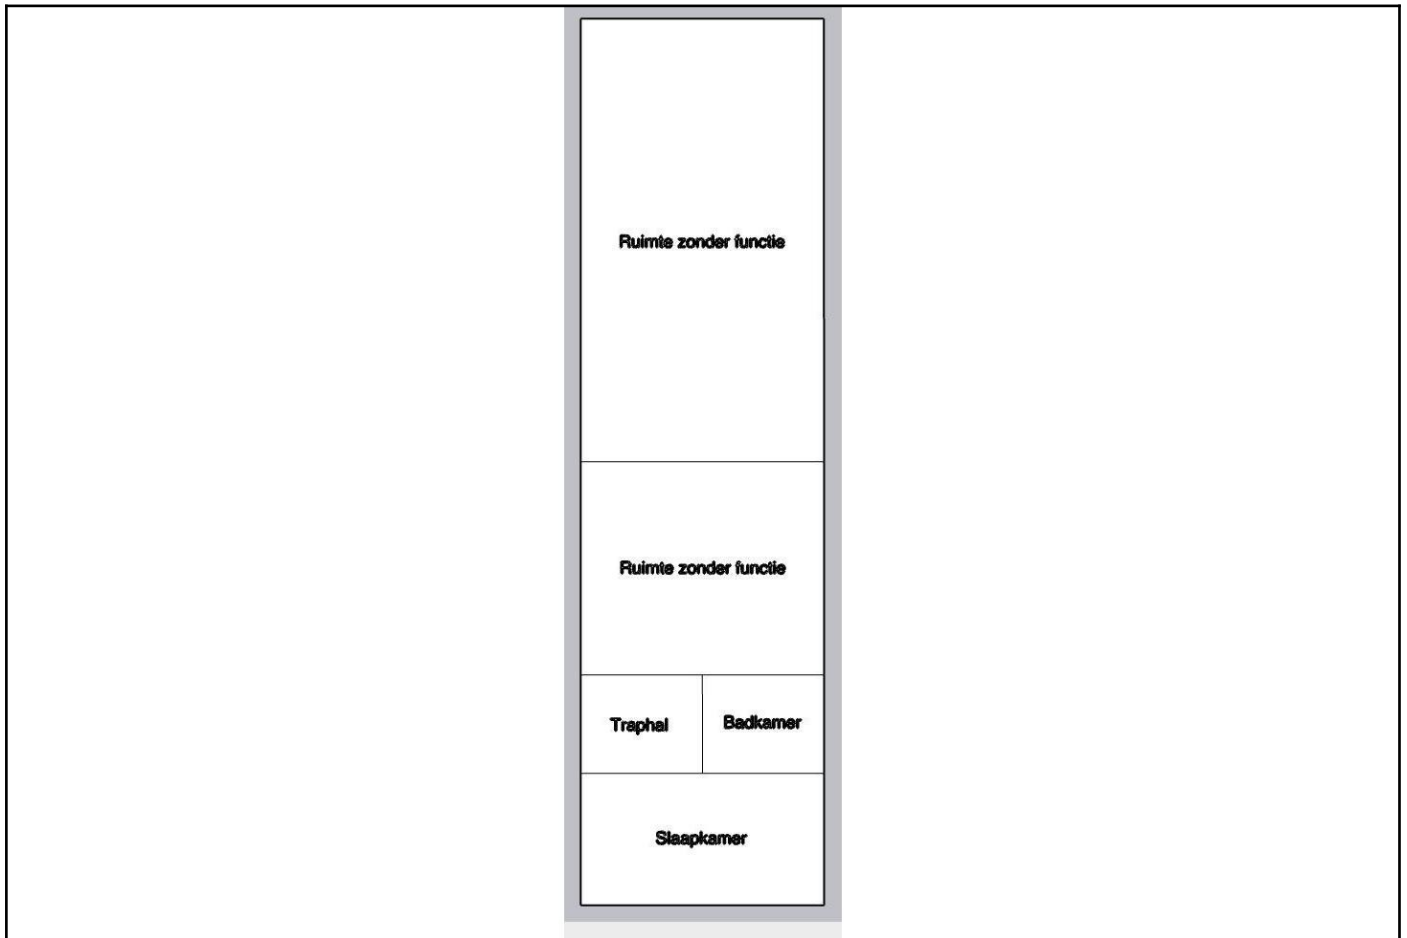 Ruimte zonder functie
Ruimte zonder functie
Traphal
Badkamer
Slaapkamer